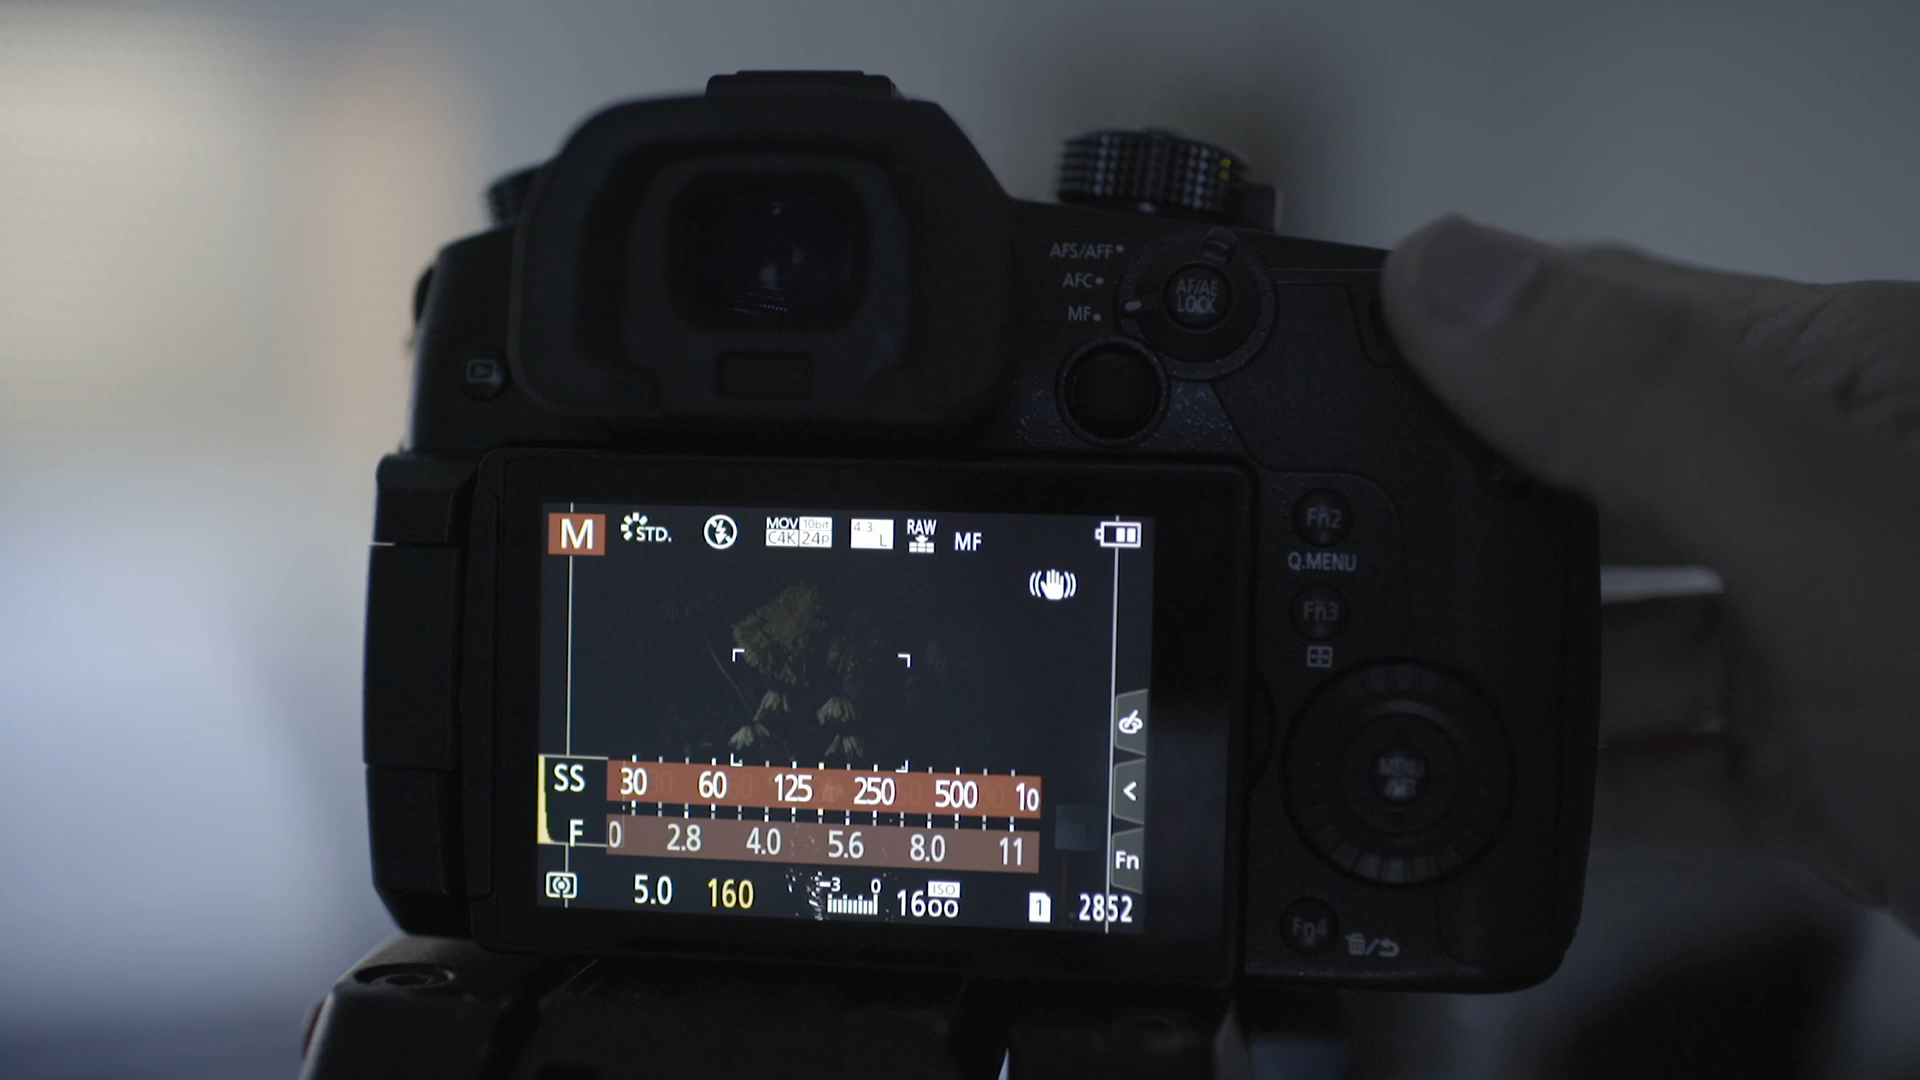 AFS/AFF
AFC
MF
AF/AE
LOCK
M
STD.
MOV 10bit
C4K 24p
4:3 L
RAW
MF
SS 30 60 125 250 500 10
F 0 2.8 4.0 5.6 8.0 11
5.0 160 -3 0 ISO 1600 1 2852
<
Fn
Fn2
Q.MENU
Fn3
MENU
/SET
Fn4